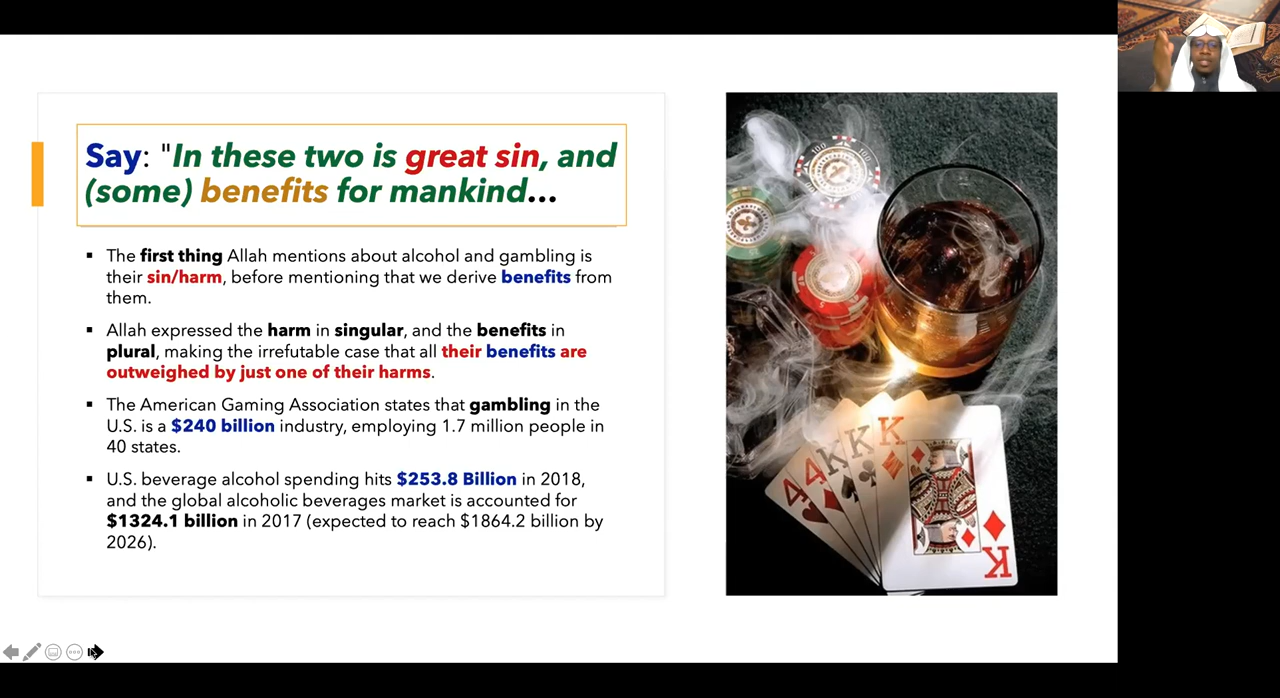 Say: "In these two is great sin, and
(some) benefits for mankind...
▪ The first thing Allah mentions about alcohol and gambling is
their sin/harm, before mentioning that we derive benefits from
them.
▪ Allah expressed the harm in singular, and the benefits in
plural, making the irrefutable case that all their benefits are
outweighed by just one of their harms.
▪ The American Gaming Association states that gambling in the
U.S. is a $240 billion industry, employing 1.7 million people in
40 states.
▪ U.S. beverage alcohol spending hits $253.8 Billion in 2018,
and the global alcoholic beverages market is accounted for
$1324.1 billion in 2017 (expected to reach $1864.2 billion by
2026).
100
100
4
4
K
K
K
K